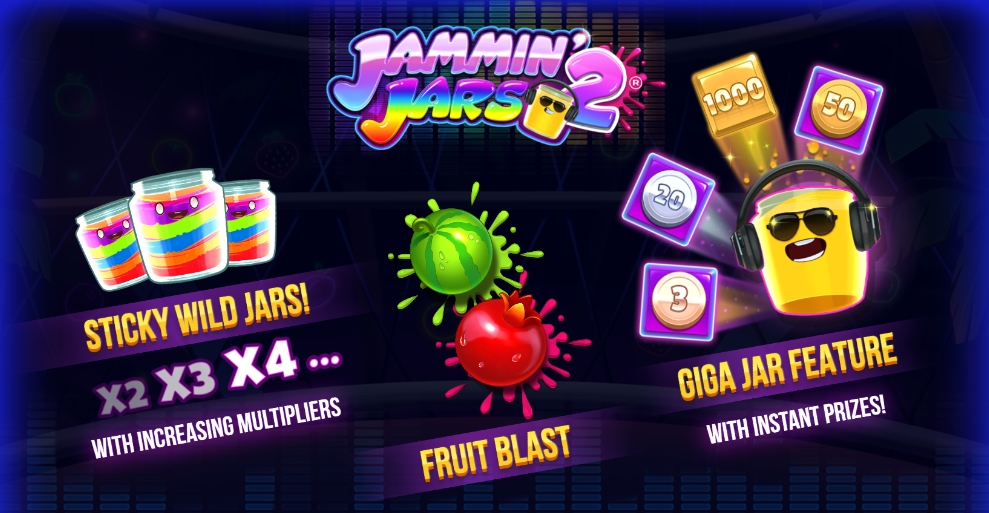 JAMMIN'
JARS 2®
1000
50
20
3
STICKY WILD JARS!
X2 X3 X4 ...
WITH INCREASING MULTIPLIERS
FRUIT BLAST
GIGA JAR FEATURE
WITH INSTANT PRIZES!